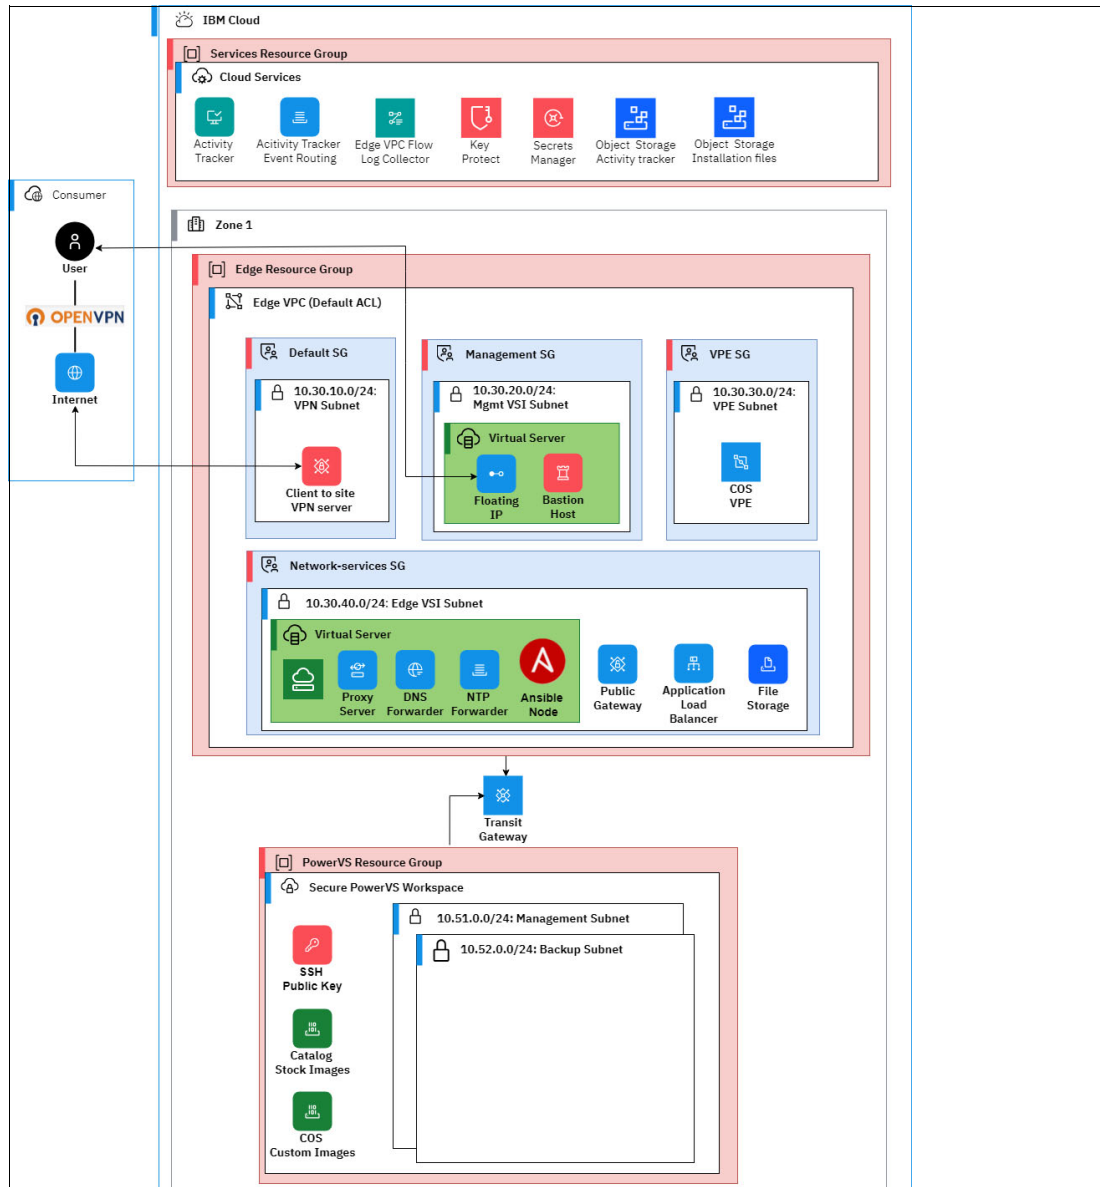 IBM Cloud
Services Resource Group
Cloud Services
Activity
Tracker
Acitivity Tracker
Event Routing
Edge VPC Flow
Log Collector
Key
Protect
Secrets
Manager
Object Storage
Activity tracker
Object Storage
Installation files
Consumer
User
OPENVPN
Internet
Zone 1
Edge Resource Group
Edge VPC (Default ACL)
Default SG
10.30.10.0/24:
VPN Subnet
Client to site
VPN server
Management SG
10.30.20.0/24:
Mgmt VSI Subnet
Virtual Server
Floating
IP
Bastion
Host
VPE SG
10.30.30.0/24:
VPE Subnet
COS
VPE
Network-services SG
10.30.40.0/24: Edge VSI Subnet
Virtual Server
Proxy
Server
DNS
Forwarder
NTP
Forwarder
Ansible
Node
Public
Gateway
Application
Load
Balancer
File
Storage
Transit
Gateway
PowerVS Resource Group
Secure PowerVS Workspace
SSH
Public Key
Catalog
Stock Images
COS
Custom Images
10.51.0.0/24: Management Subnet
10.52.0.0/24: Backup Subnet